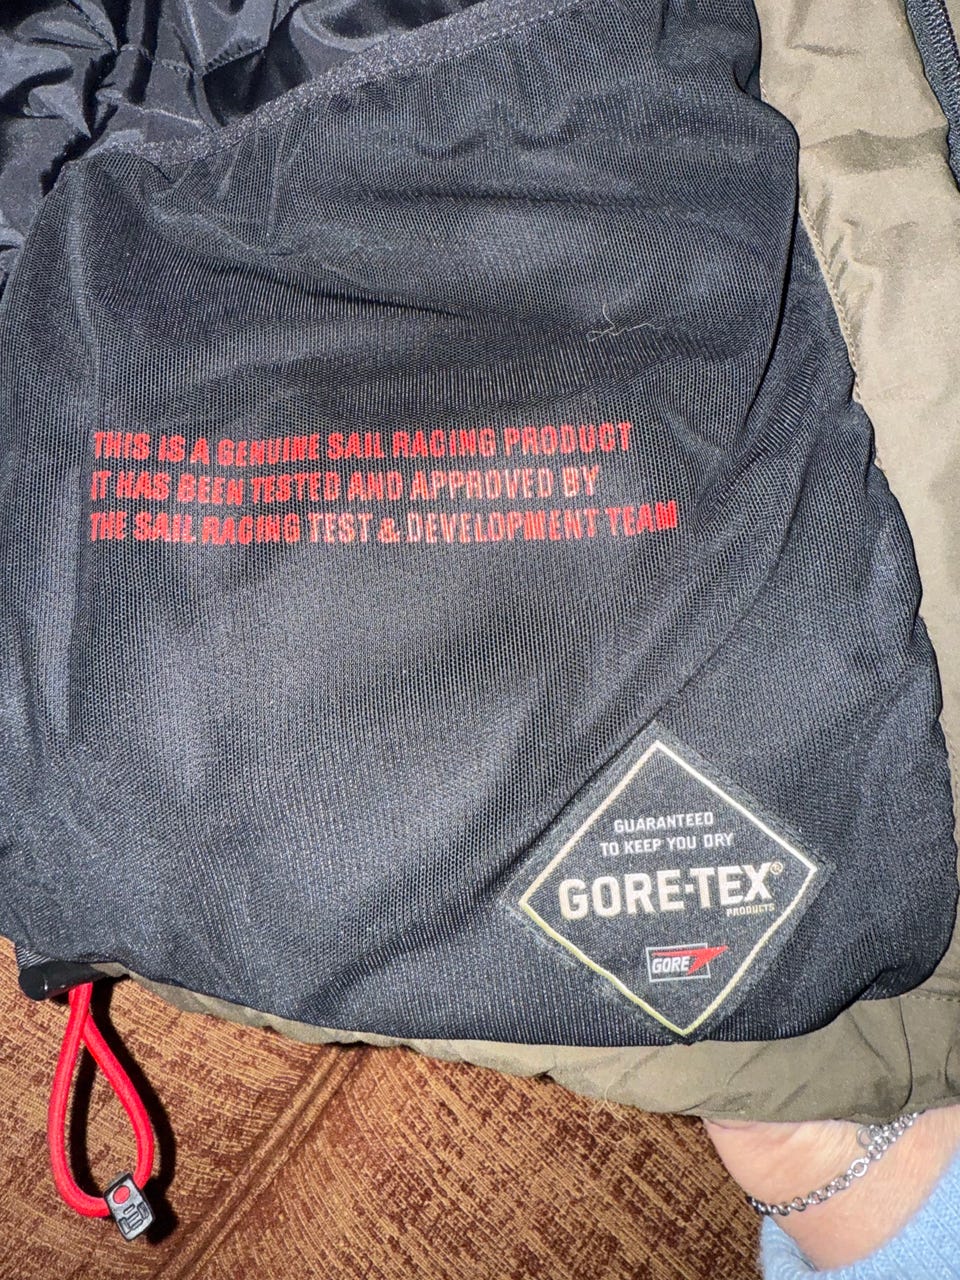 THIS IS A GENUINE SAIL RACING PRODUCT
IT HAS BEEN TESTED AND APPROVED BY
THE SAIL RACING TEST & DEVELOPMENT TEAM
GUARANTEED
TO KEEP YOU DRY
GORE-TEX®
PRODUCTS
GORE